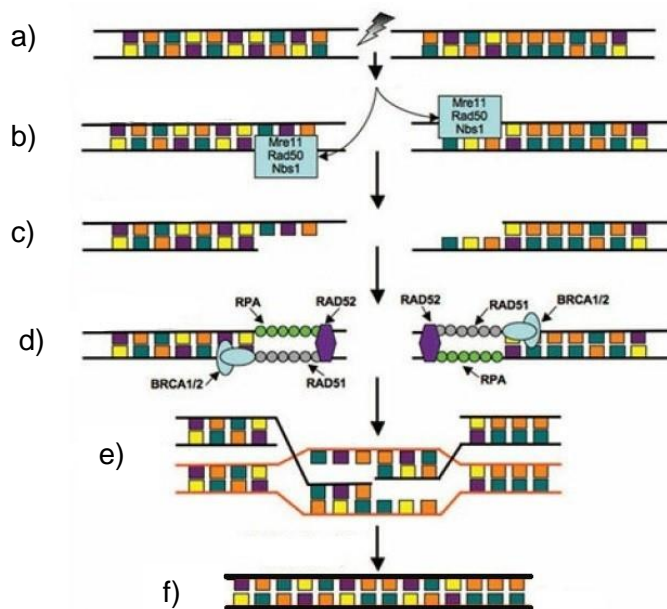 a)
b)
Mre11
Rad50
Nbs1
Mre11
Rad50
Nbs1
c)
d)
RPA
RAD52
BRCA1/2
RAD51
RAD52
RAD51
BRCA1/2
RPA
e)
f)